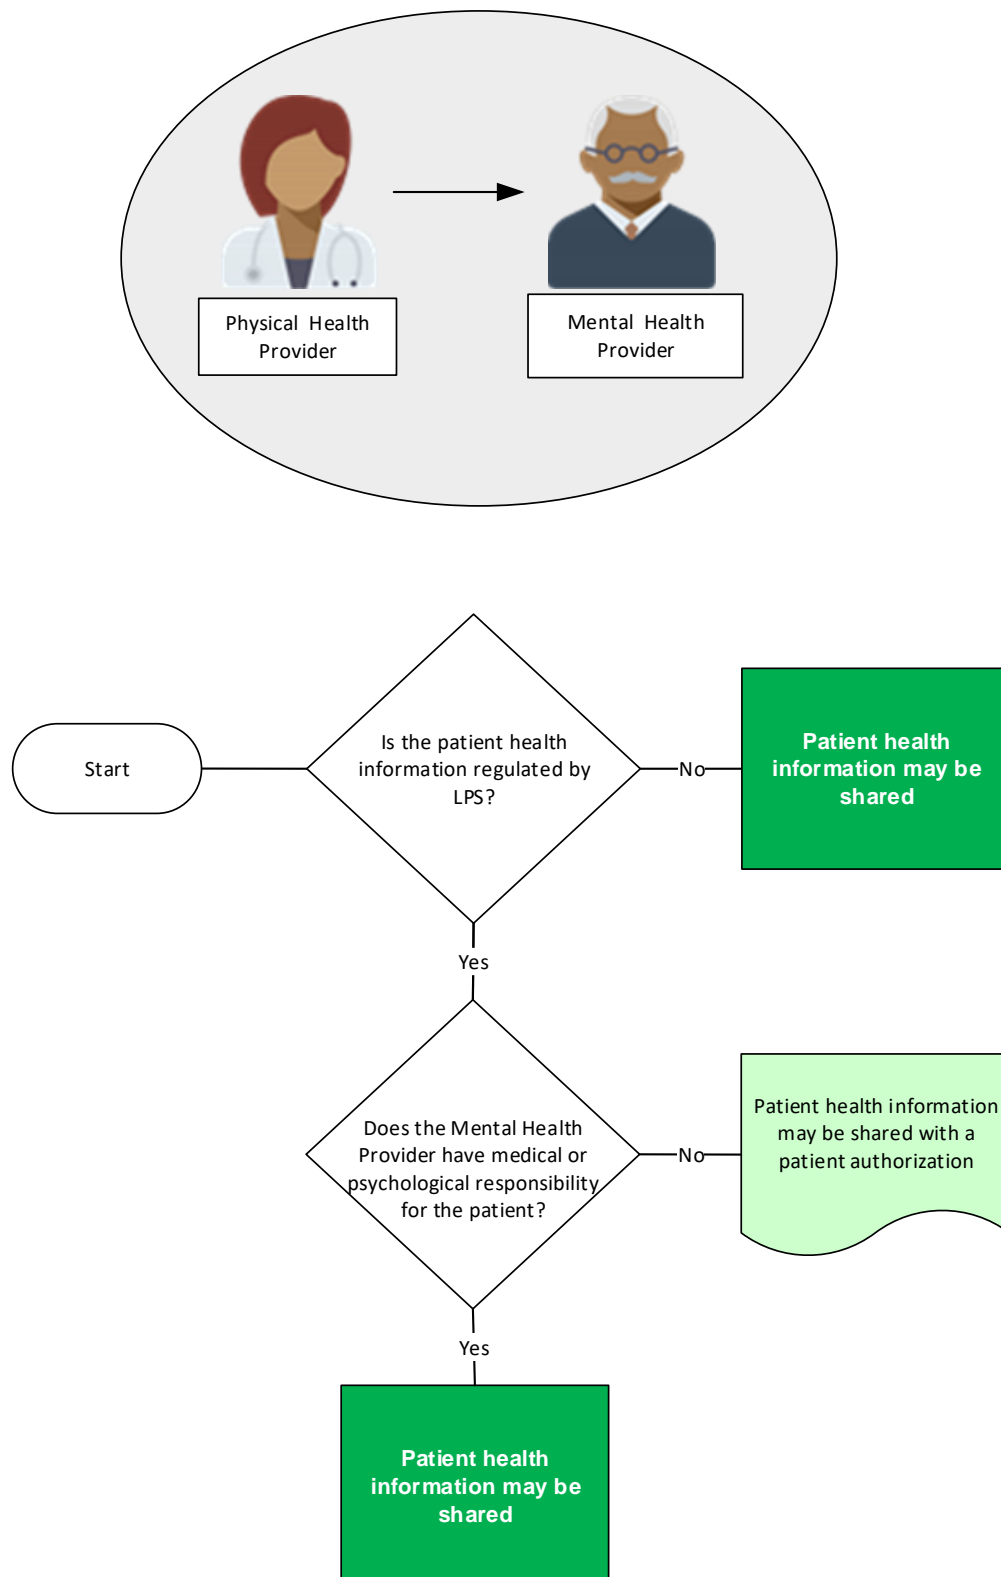 Physical Health
Provider
Mental Health
Provider
Start
Is the patient health
information regulated by
LPS?
No
Patient health
information may be
shared
Yes
Does the Mental Health
Provider have medical or
psychological responsibility
for the patient?
No
Patient health information
may be shared with a
patient authorization
Yes
Patient health
information may be
shared